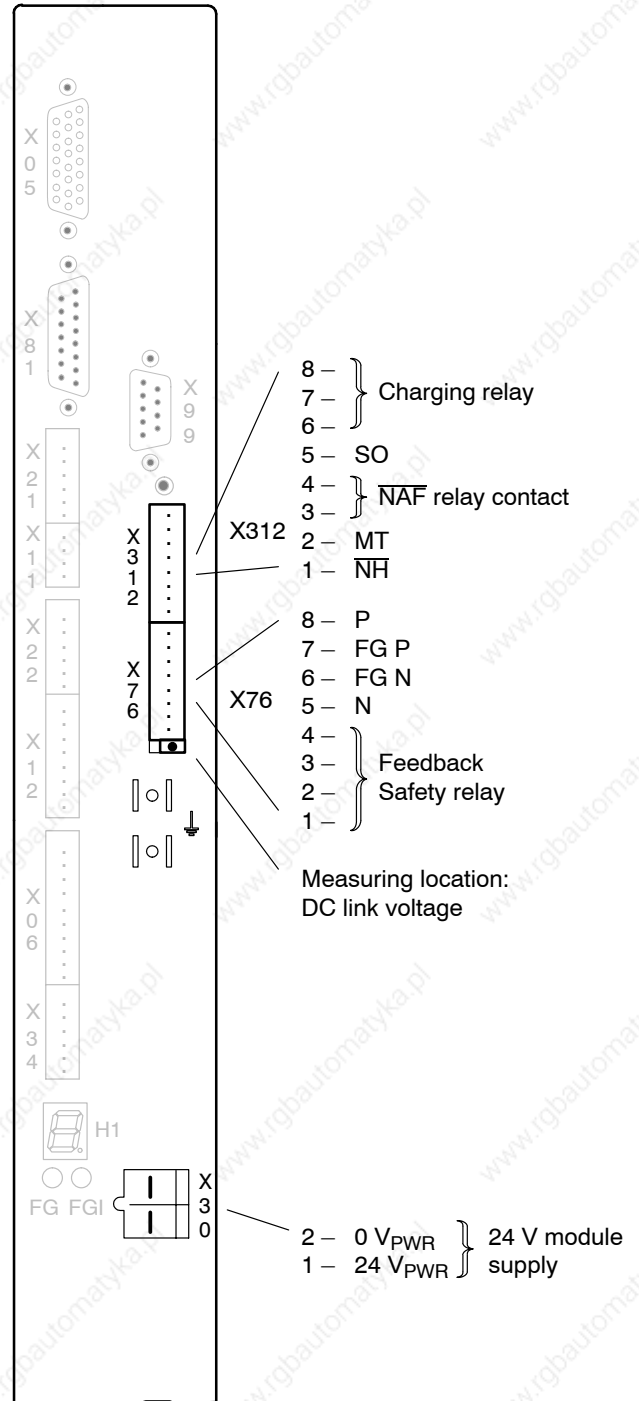 X
0
5
X
8
1
X
9
9
X
2
1
X
1
1
X
2
2
X
1
2
X
0
6
X
3
4
X
3
1
2
X
7
6
H1
FG FGI
X
3
0
X312
8 – Charging relay
7 –
6 –
5 – SO
4 – N̅A̅F̅ relay contact
3 –
2 – MT
1 – N̅H̅
X76
8 – P
7 – FG P
6 – FG N
5 – N
4 –
3 – Feedback
2 – Safety relay
1 –
Measuring location:
DC link voltage
2 – 0 VPWR 24 V module
1 – 24 VPWR supply
www.rgbautomatyka.pl